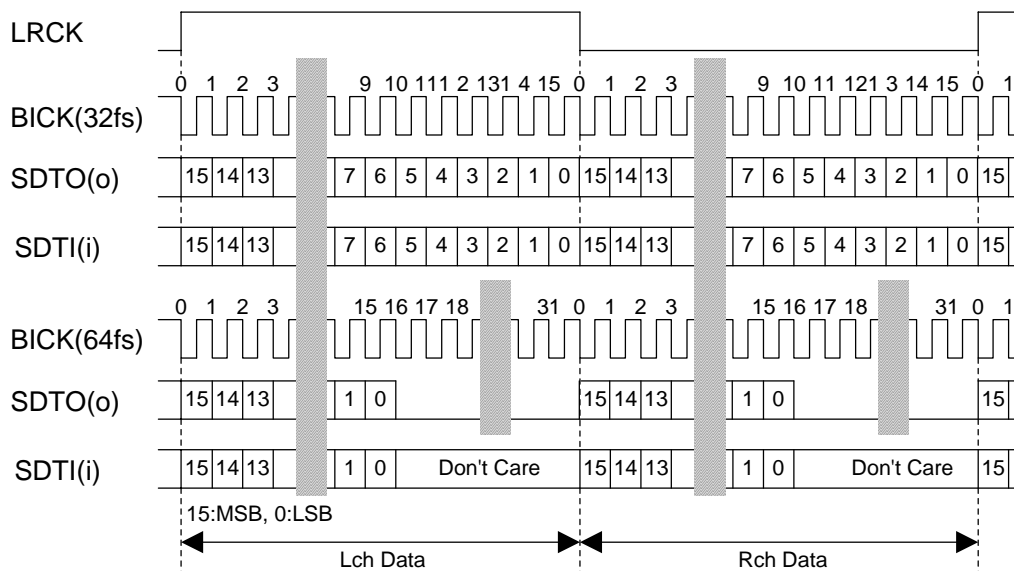 LRCK
0 1 2 3 9 10 111 1 2 131 1 4 15 0 1 2 3 9 10 11 121 1 3 14 15 0 1
BICK(32fs)
SDTO(o) 15 14 13 7 6 5 4 3 2 1 0 15 14 13 7 6 5 4 3 2 1 0 15
SDTI(i) 15 14 13 7 6 5 4 3 2 1 0 15 14 13 7 6 5 4 3 2 1 0 15
0 1 2 3 15 16 17 18 31 0 1 2 3 15 16 17 18 31 0 1
BICK(64fs)
SDTO(o) 15 14 13 1 0 15 14 13 1 0 15
SDTI(i) 15 14 13 1 0 Don't Care 15 14 13 1 0 Don't Care 15
15:MSB, 0:LSB
Lch Data Rch Data